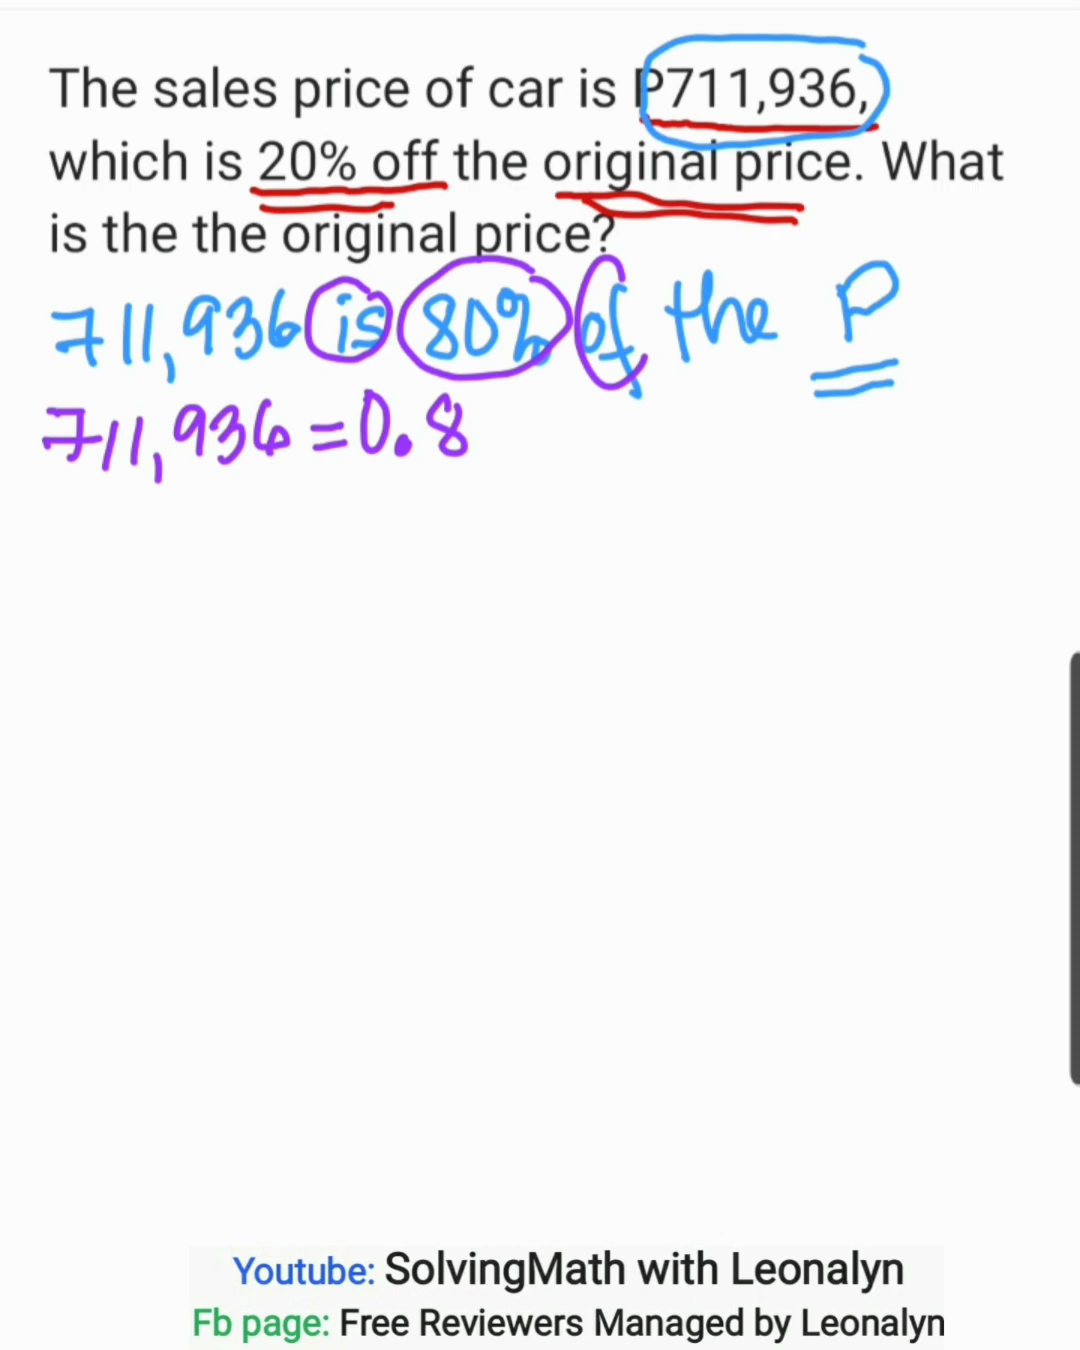 The sales price of car is P711,936,
which is 20% off the original price. What
is the the original price?
711,936 is 80% of the P
711,936 = 0.8
Youtube: SolvingMath with Leonalyn
Fb page: Free Reviewers Managed by Leonalyn